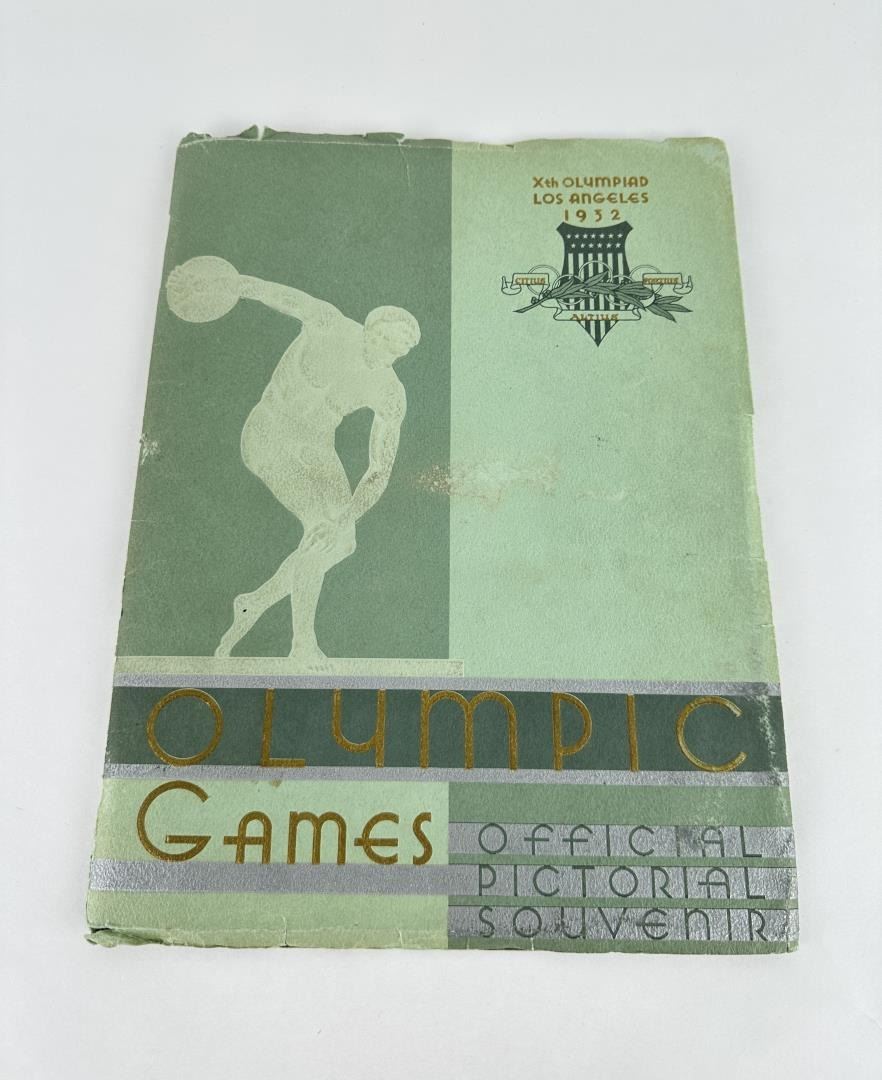 Xth OLYMPIAD
LOS ANGELES
1932
CITIUS FORTIUS
ALTIUS
OLYMPIC
GAMES
OFFICIAL
PICTORIAL
SOUVENIR